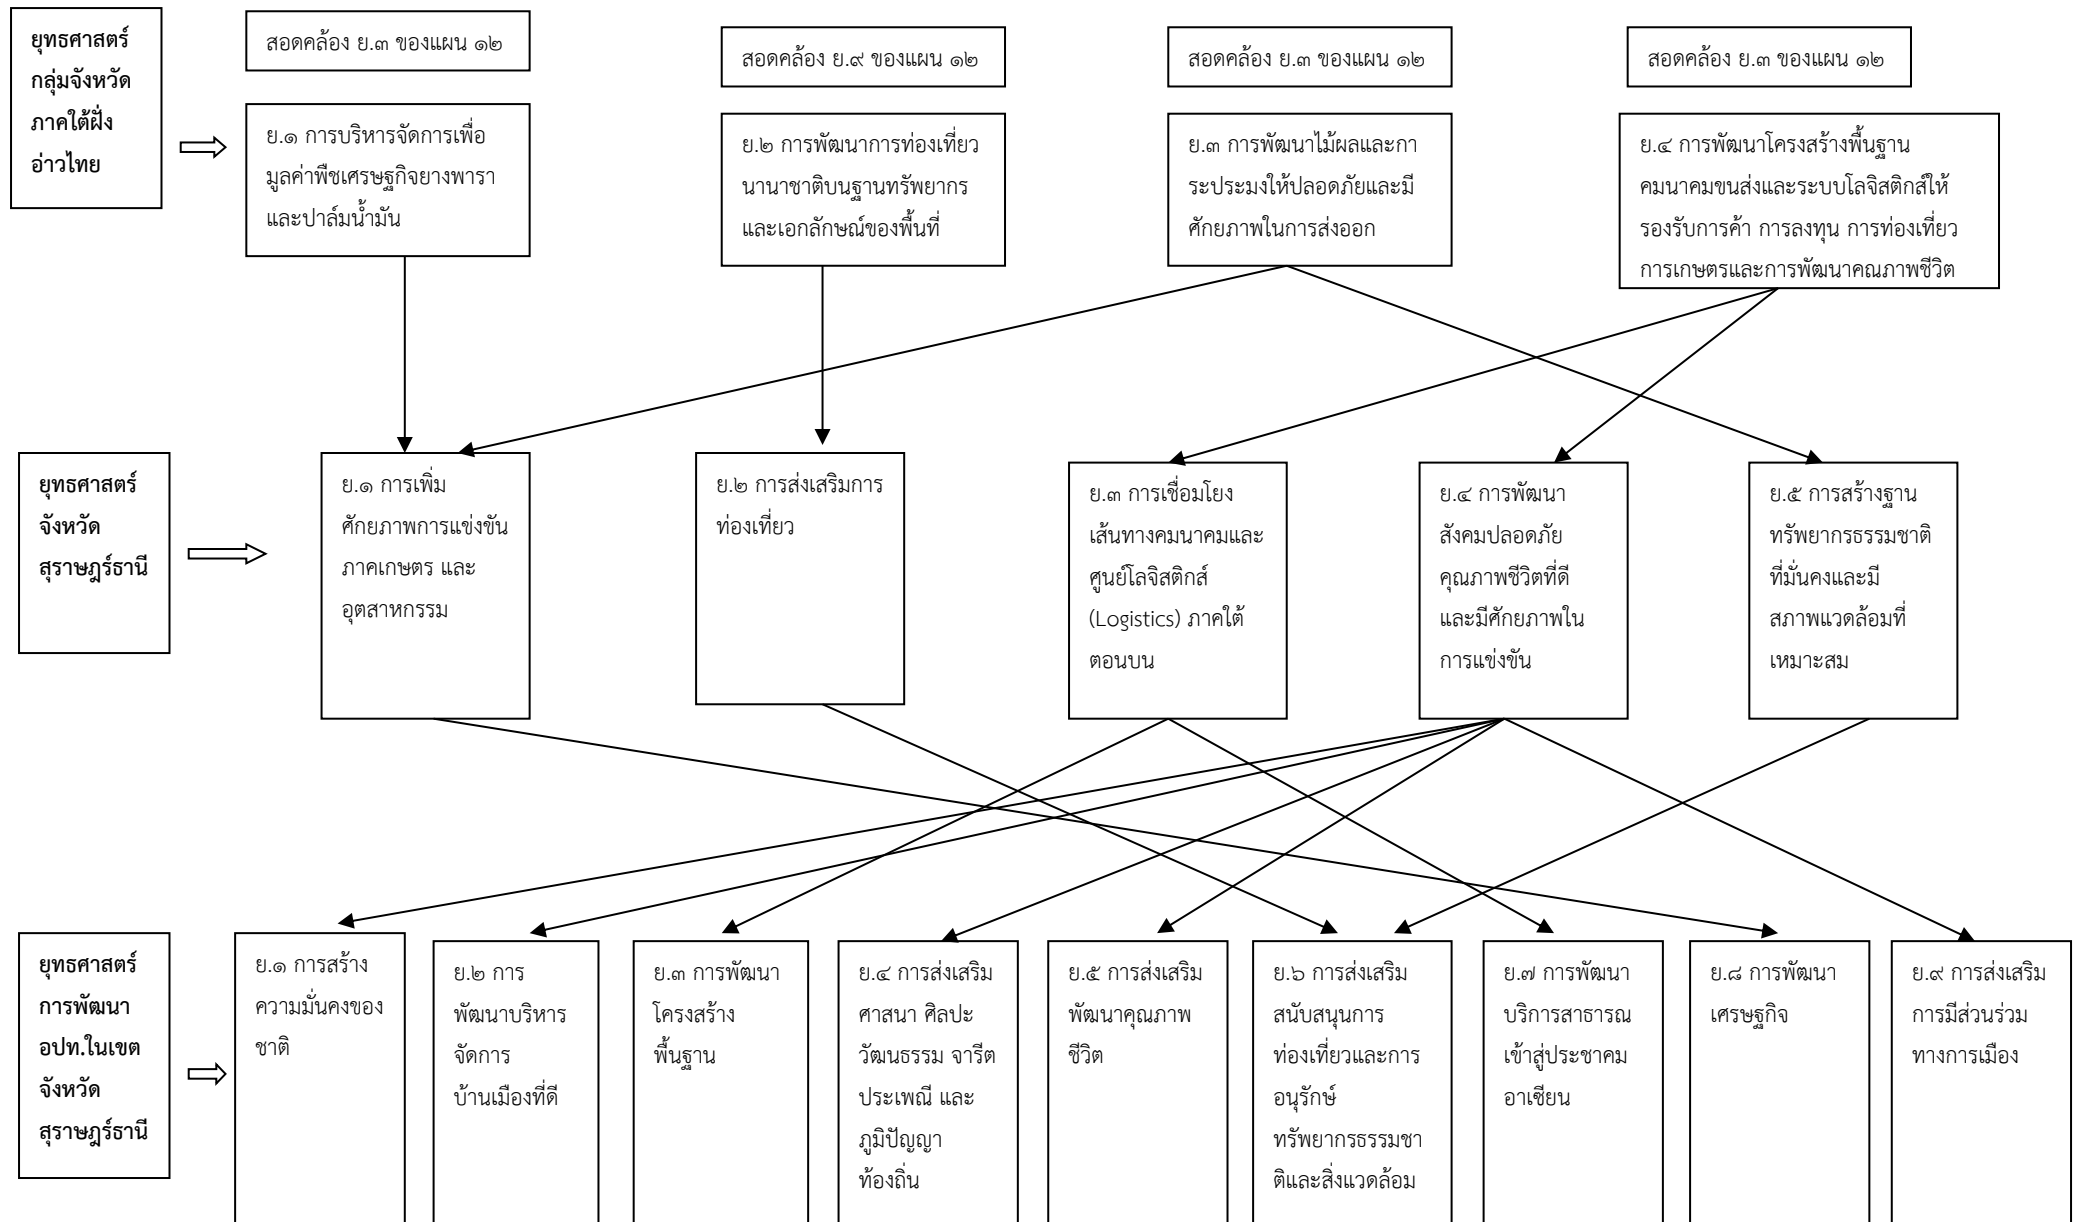 ยุทธศาสตร์
กลุ่มจังหวัด
ภาคใต้ฝั่ง
อ่าวไทย
สอดคล้อง ย.๓ ของแผน ๑๒
สอดคล้อง ย.๙ ของแผน ๑๒
สอดคล้อง ย.๓ ของแผน ๑๒
สอดคล้อง ย.๓ ของแผน ๑๒
ย.๑ การบริหารจัดการเพื่อ
มูลค่าพืชเศรษฐกิจยางพารา
และปาล์มน้ำมัน
ย.๒ การพัฒนาการท่องเที่ยว
นานาชาติบนฐานทรัพยากร
และเอกลักษณ์ของพื้นที่
ย.๓ การพัฒนาไม้ผลและกา
ระประมงให้ปลอดภัยและมี
ศักยภาพในการส่งออก
ย.๔ การพัฒนาโครงสร้างพื้นฐาน
คมนาคมขนส่งและระบบโลจิสติกส์ให้
รองรับการค้า การลงทุน การท่องเที่ยว
การเกษตรและการพัฒนาคุณภาพชีวิต
ยุทธศาสตร์
จังหวัด
สุราษฎร์ธานี
ย.๑ การเพิ่ม
ศักยภาพการแข่งขัน
ภาคเกษตร และ
อุตสาหกรรม
ย.๒ การส่งเสริมการ
ท่องเที่ยว
ย.๓ การเชื่อมโยง
เส้นทางคมนาคมและ
ศูนย์โลจิสติกส์
(Logistics) ภาคใต้
ตอนบน
ย.๔ การพัฒนา
สังคมปลอดภัย
คุณภาพชีวิตที่ดี
และมีศักยภาพใน
การแข่งขัน
ย.๕ การสร้างฐาน
ทรัพยากรธรรมชาติ
ที่มั่นคงและมี
สภาพแวดล้อมที่
เหมาะสม
ยุทธศาสตร์
การพัฒนา
อปท.ในเขต
จังหวัด
สุราษฎร์ธานี
ย.๑ การสร้าง
ความมั่นคงของ
ชาติ
ย.๒ การ
พัฒนาบริหาร
จัดการ
บ้านเมืองที่ดี
ย.๓ การพัฒนา
โครงสร้าง
พื้นฐาน
ย.๔ การส่งเสริม
ศาสนา ศิลปะ
วัฒนธรรม จารีต
ประเพณี และ
ภูมิปัญญา
ท้องถิ่น
ย.๕ การส่งเสริม
พัฒนาคุณภาพ
ชีวิต
ย.๖ การส่งเสริม
สนับสนุนการ
ท่องเที่ยวและการ
อนุรักษ์
ทรัพยากรธรรมชา
ติและสิ่งแวดล้อม
ย.๗ การพัฒนา
บริการสาธารณ
เข้าสู่ประชาคม
อาเซียน
ย.๘ การพัฒนา
เศรษฐกิจ
ย.๙ การส่งเสริม
การมีส่วนร่วม
ทางการเมือง